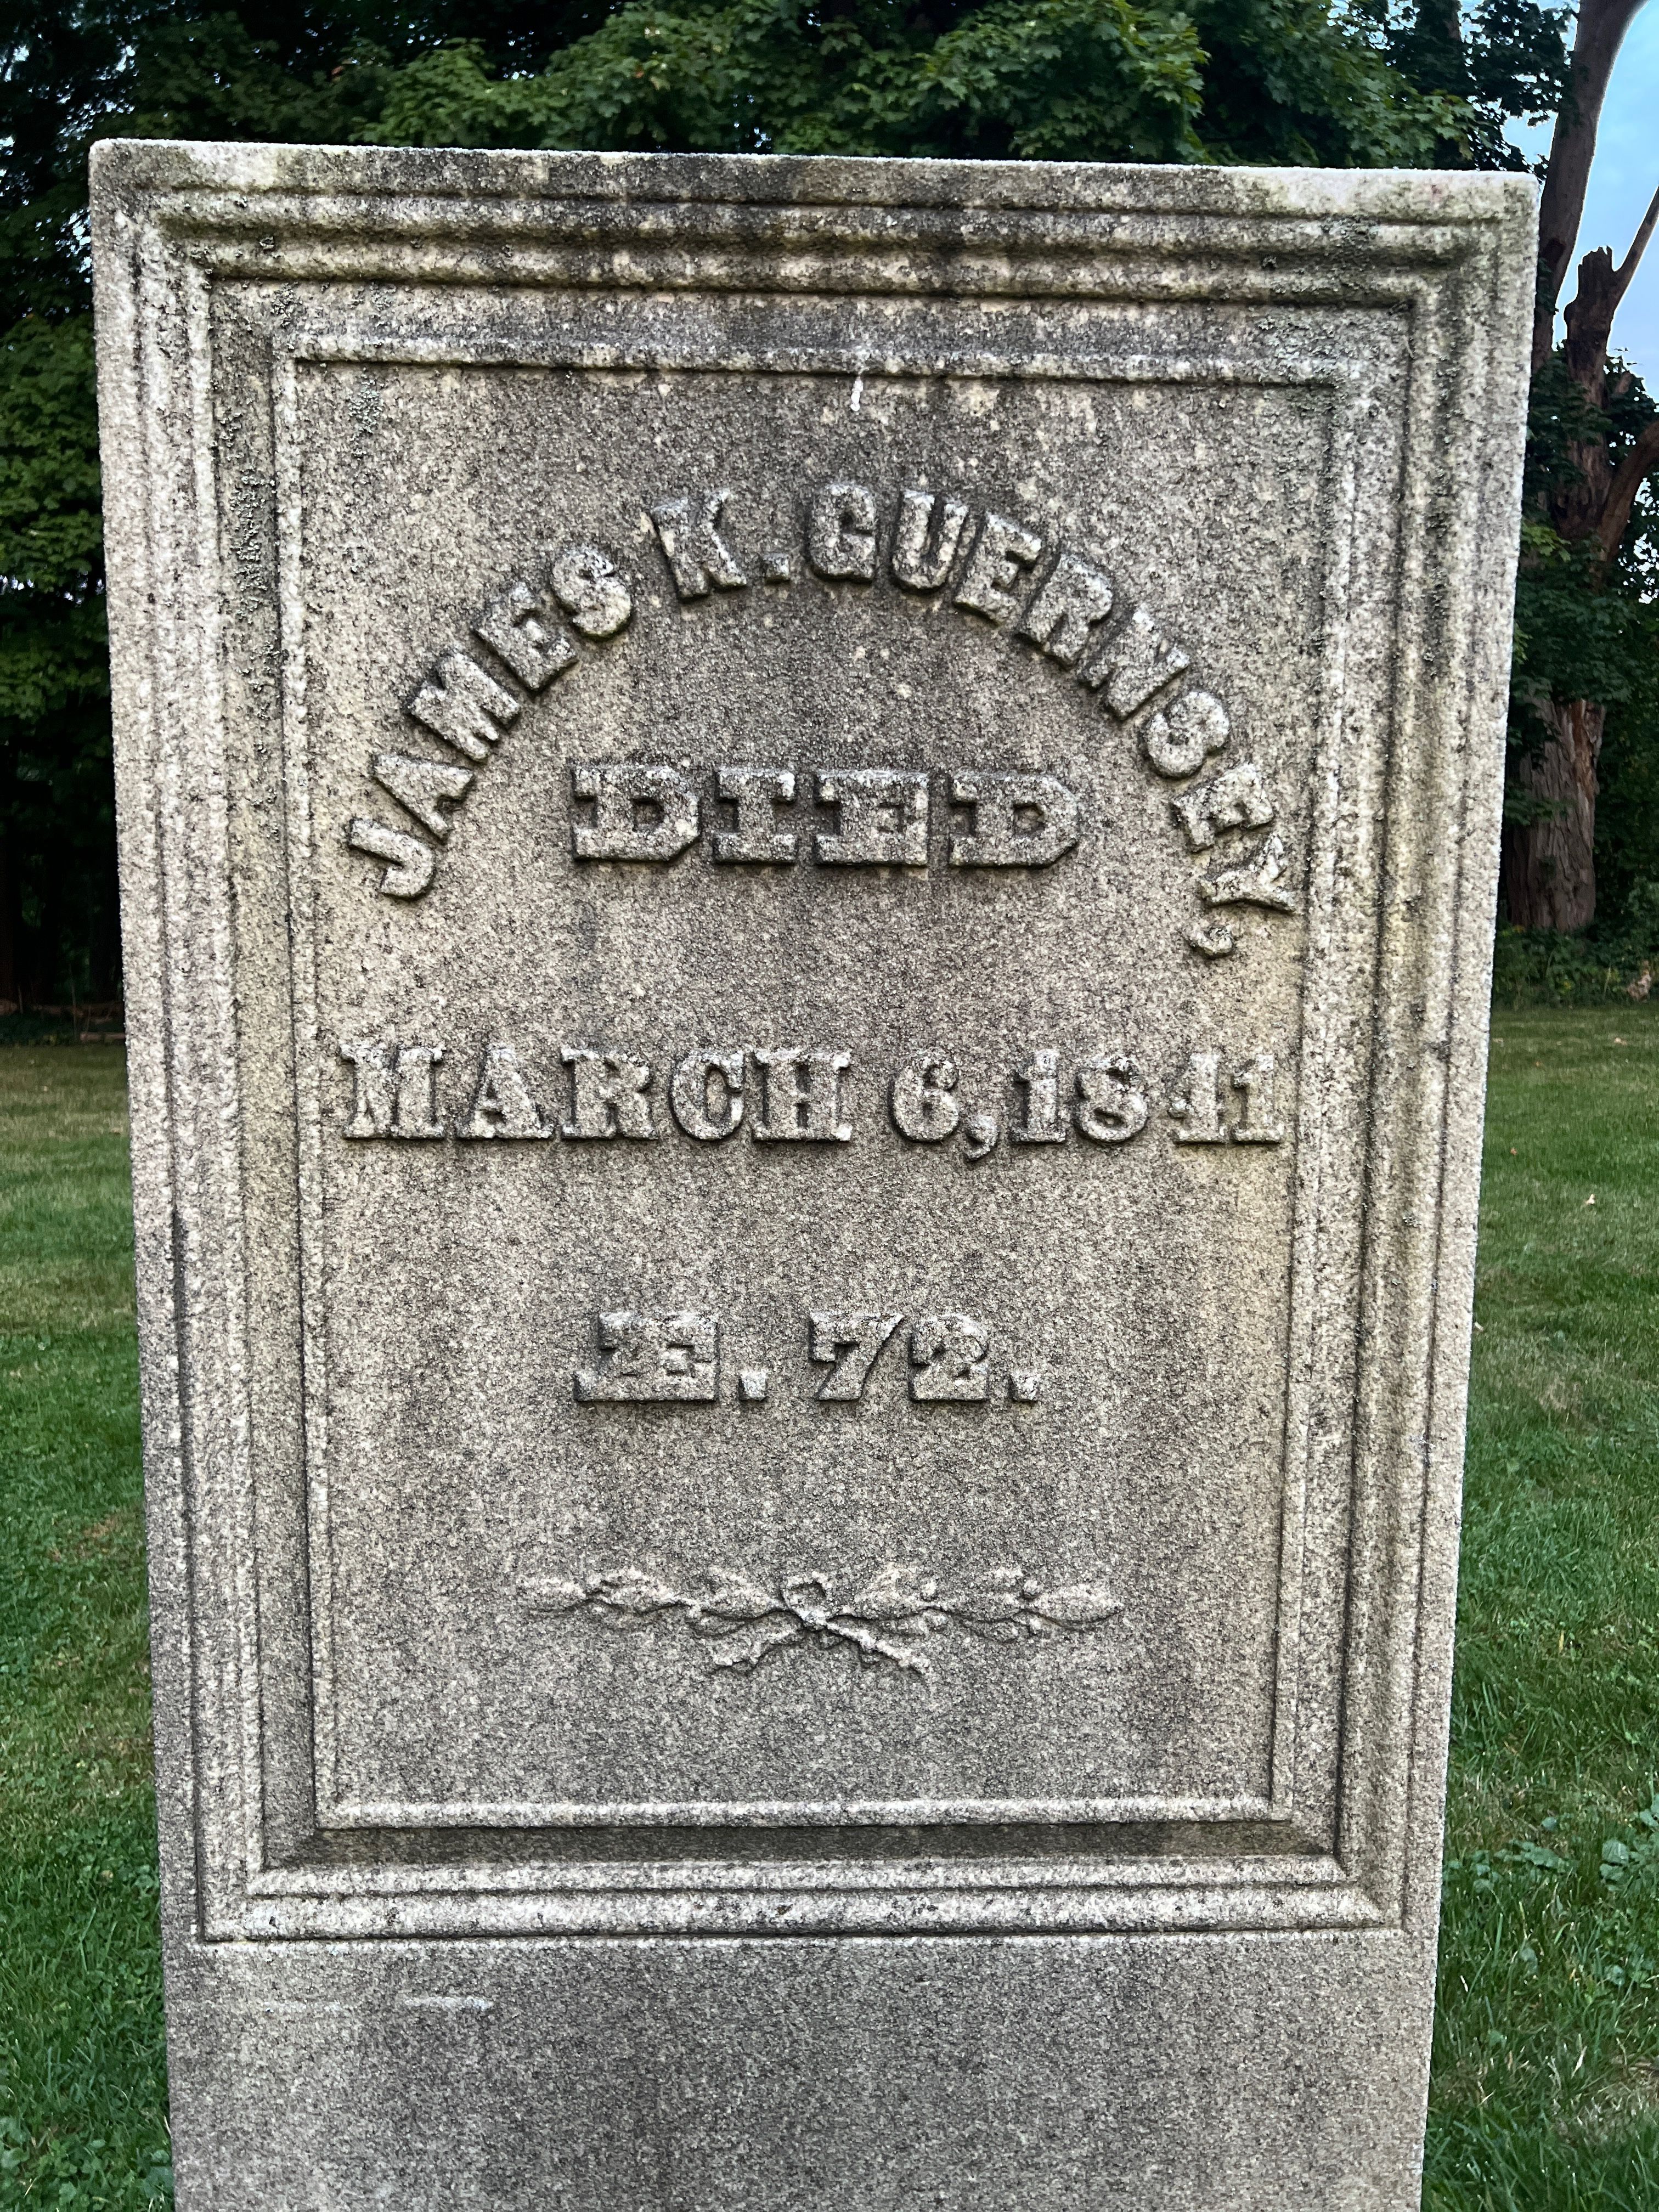 JAMES K. GUERNSEY,
DIED
MARCH 6, 1841
Æ. 72.